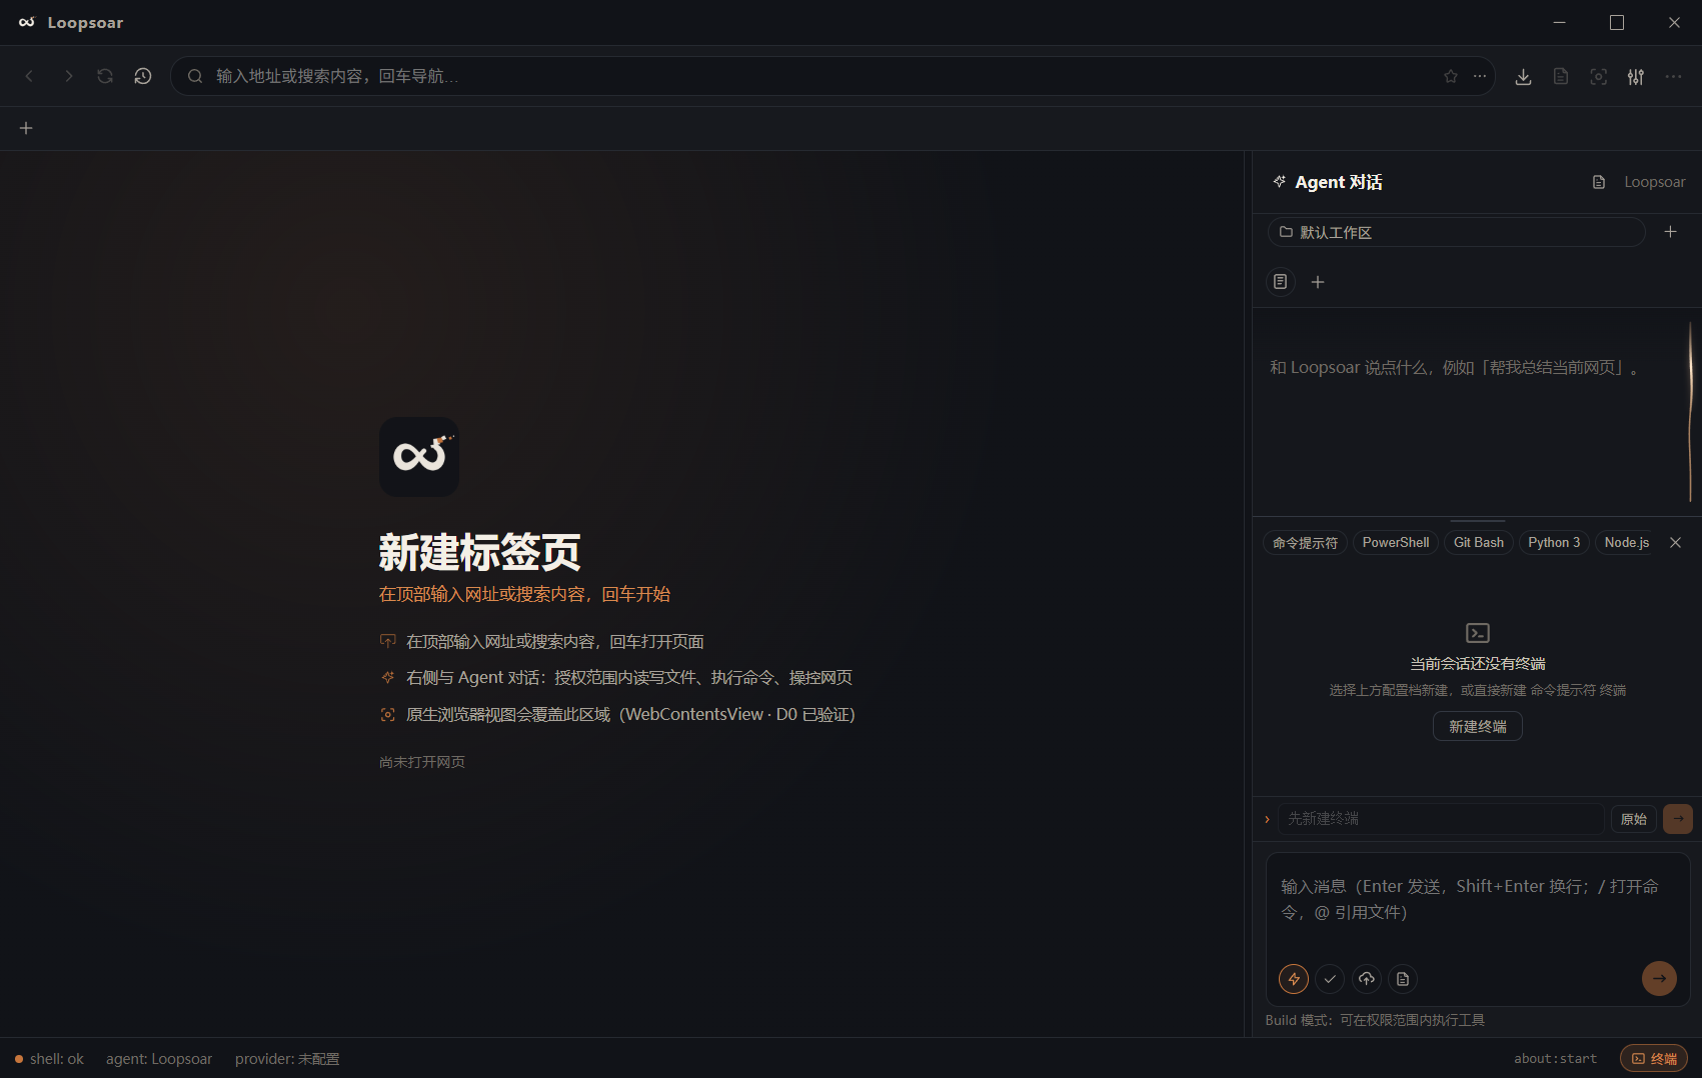 Loopsoar
输入地址或搜索内容，回车导航...
Agent 对话
Loopsoar
默认工作区
和 Loopsoar 说点什么，例如「帮我总结当前网页」。
新建标签页
在顶部输入网址或搜索内容，回车开始
在顶部输入网址或搜索内容，回车打开页面
右侧与 Agent 对话：授权范围内读写文件、执行命令、操控网页
原生浏览器视图会覆盖此区域（WebContentsView · D0 已验证）
尚未打开网页
命令提示符 PowerShell Git Bash Python 3 Node.js
当前会话还没有终端
选择上方配置档新建，或直接新建 命令提示符 终端
新建终端
先新建终端
原始
输入消息（Enter 发送，Shift+Enter 换行；/ 打开命
令，@ 引用文件）
Build 模式：可在权限范围内执行工具
shell: ok agent: Loopsoar provider: 未配置
about:start
终端